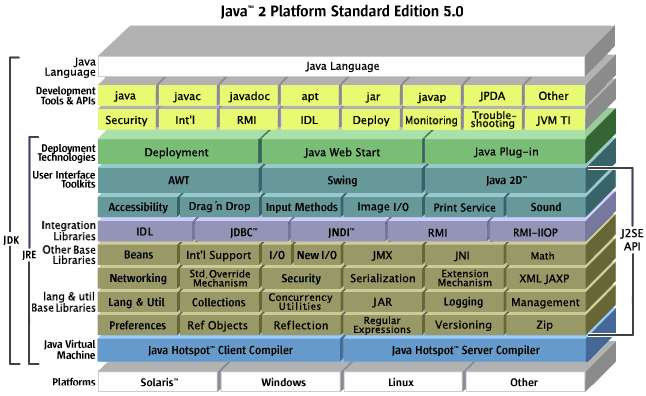 Java™ 2 Platform Standard Edition 5.0
Java
Language
Java Language
Development
Tools & APIs
java javac javadoc apt jar javap JPDA Other
Security Int'l RMI IDL Deploy Monitoring Trouble-
shooting JVM TI
Deployment
Technologies
Deployment Java Web Start Java Plug-in
User Interface
Toolkits
AWT Swing Java 2D™
Accessibility Drag 'n Drop Input Methods Image I/O Print Service Sound
Integration
Libraries
IDL JDBC™ JNDI™ RMI RMI-IIOP
Other Base
Libraries
Beans Int'l Support I/O New I/O JMX JNI Math
Networking Std. Override
Mechanism Security Serialization Extension
Mechanism XML JAXP
lang & util
Base Libraries
Lang & Util Collections Concurrency
Utilities JAR Logging Management
Preferences Ref Objects Reflection Regular
Expressions Versioning Zip
Java Virtual
Machine
Java Hotspot™ Client Compiler Java Hotspot™ Server Compiler
Platforms
Solaris™ Windows Linux Other
JDK
JRE
J2SE
API